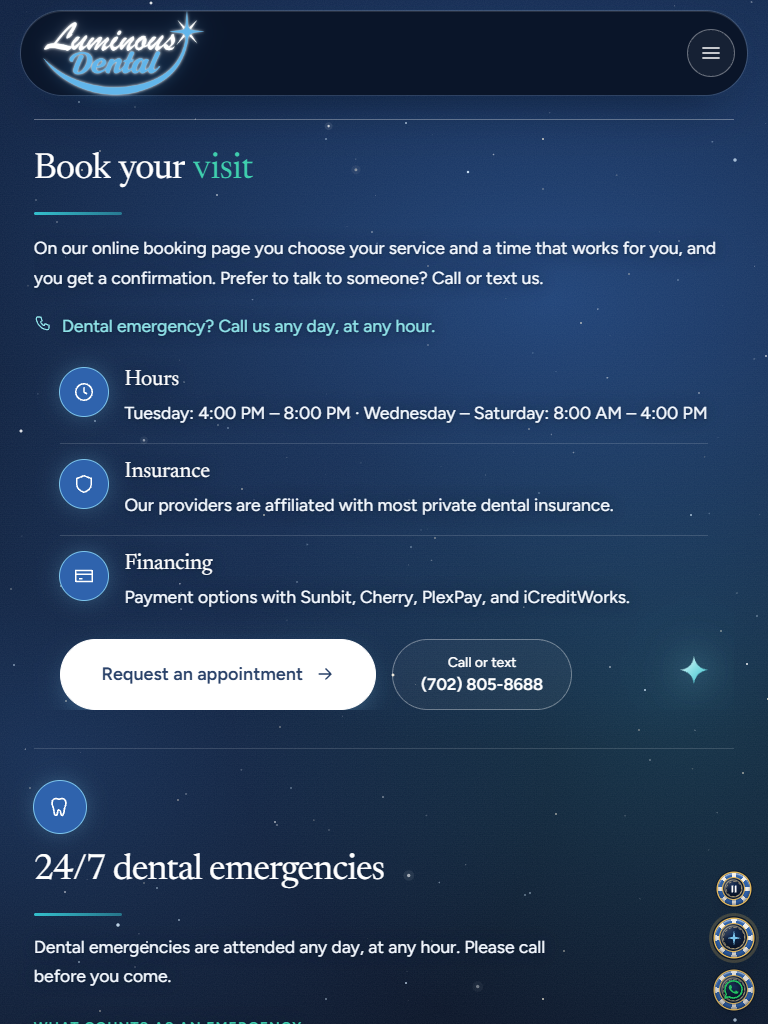 Luminous
Dental
Book your visit
On our online booking page you choose your service and a time that works for you, and
you get a confirmation. Prefer to talk to someone? Call or text us.
Dental emergency? Call us any day, at any hour.
Hours
Tuesday: 4:00 PM – 8:00 PM · Wednesday – Saturday: 8:00 AM – 4:00 PM
Insurance
Our providers are affiliated with most private dental insurance.
Financing
Payment options with Sunbit, Cherry, PlexPay, and iCreditWorks.
Request an appointment →
Call or text
(702) 805-8688
24/7 dental emergencies
Dental emergencies are attended any day, at any hour. Please call
before you come.
WHAT COUNTS AS AN EMERGENCY